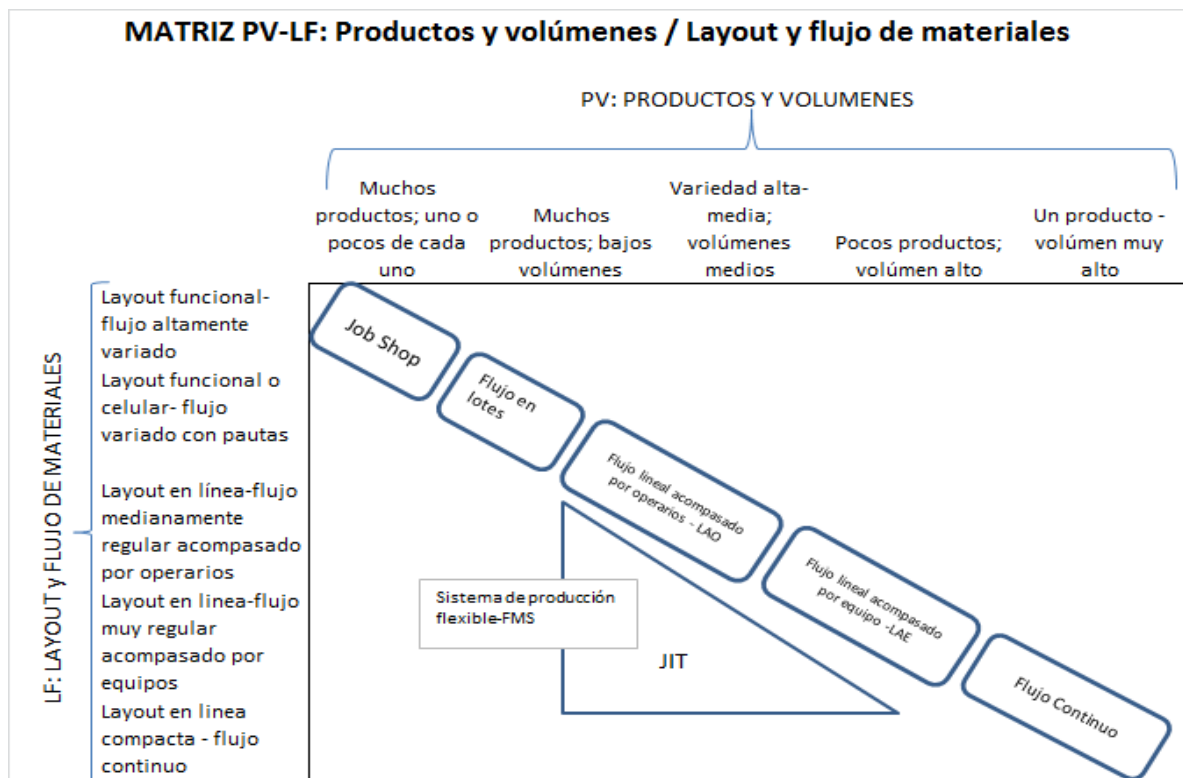 MATRIZ PV-LF: Productos y volúmenes / Layout y flujo de materiales
PV: PRODUCTOS Y VOLUMENES
Muchos
productos; uno o
pocos de cada
uno
Muchos
productos; bajos
volúmenes
Variedad alta-
media;
volúmenes
medios
Pocos productos;
volúmen alto
Un producto -
volúmen muy
alto
LF: LAYOUT y FLUJO DE MATERIALES
Layout funcional-
flujo altamente
variado
Layout funcional o
celular- flujo
variado con pautas
Layout en línea-flujo
medianamente
regular acompasado
por operarios
Layout en linea-flujo
muy regular
acompasado por
equipos
Layout en linea
compacta - flujo
continuo
Job Shop
Flujo en
lotes
Flujo lineal acompasado
por operarios - LAO
Flujo lineal acompasado
por equipo -LAE
Flujo Continuo
Sistema de producción
flexible-FMS
JIT